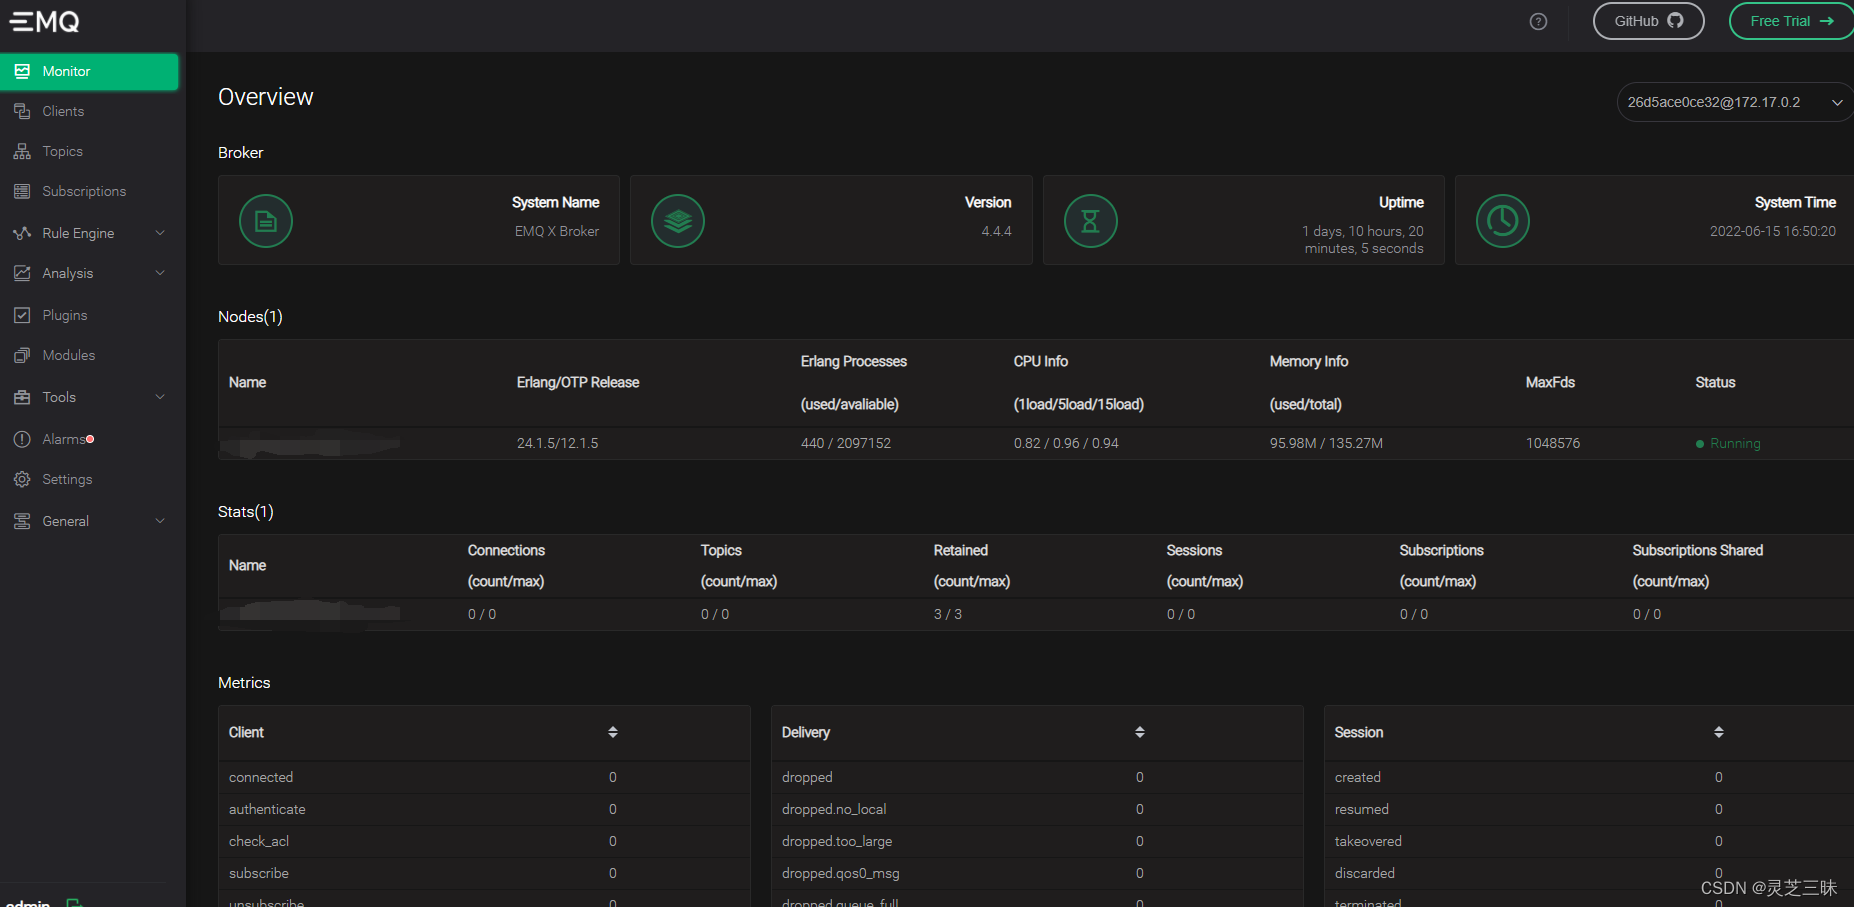 EMQ
GitHub
Free Trial
Monitor
Clients
Topics
Subscriptions
Rule Engine
Analysis
Plugins
Modules
Tools
Alarms
Settings
General
admin
Overview
26d5ace0ce32@172.17.0.2
Broker
System Name
EMQ X Broker
Version
4.4.4
Uptime
1 days, 10 hours, 20
minutes, 5 seconds
System Time
2022-06-15 16:50:20
Nodes(1)
Name Erlang/OTP Release Erlang Processes (used/avaliable) CPU Info (1load/5load/15load) Memory Info (used/total) MaxFds Status
24.1.5/12.1.5 440 / 2097152 0.82 / 0.96 / 0.94 95.98M / 135.27M 1048576 Running
Stats(1)
Name Connections (count/max) Topics (count/max) Retained (count/max) Sessions (count/max) Subscriptions (count/max) Subscriptions Shared (count/max)
0 / 0 0 / 0 3 / 3 0 / 0 0 / 0 0 / 0
Metrics
Client Delivery Session
connected 0 dropped 0 created 0
authenticate 0 dropped.no_local 0 resumed 0
check_acl 0 dropped.too_large 0 takeovered 0
subscribe 0 dropped.qos0_msg 0 discarded 0
unsubscribe 0 dropped.queue_full 0 terminated 0
CSDN @灵芝三昧